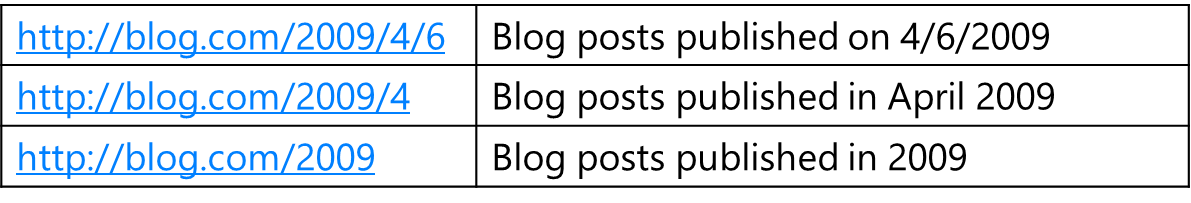 http://blog.com/2009/4/6 Blog posts published on 4/6/2009
http://blog.com/2009/4 Blog posts published in April 2009
http://blog.com/2009 Blog posts published in 2009